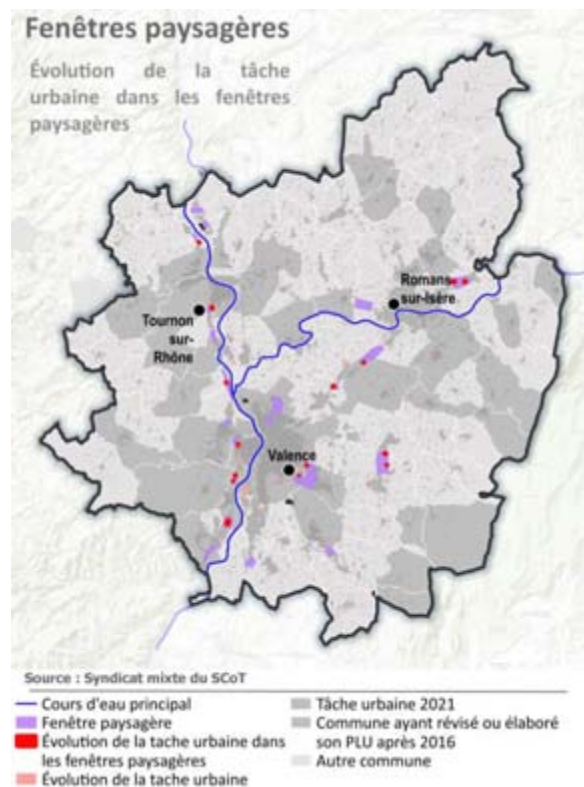 Fenêtres paysagères
Évolution de la tâche
urbaine dans les fenêtres
paysagères
Romans-
sur-Isère
Tournon
sur-
Rhône
Valence
Source : Syndicat mixte du SCoT
Cours d'eau principal
Fenêtre paysagère
Évolution de la tache urbaine dans
les fenêtres paysagères
Évolution de la tache urbaine
Tâche urbaine 2021
Commune ayant révisé ou élaboré
son PLU après 2016
Autre commune